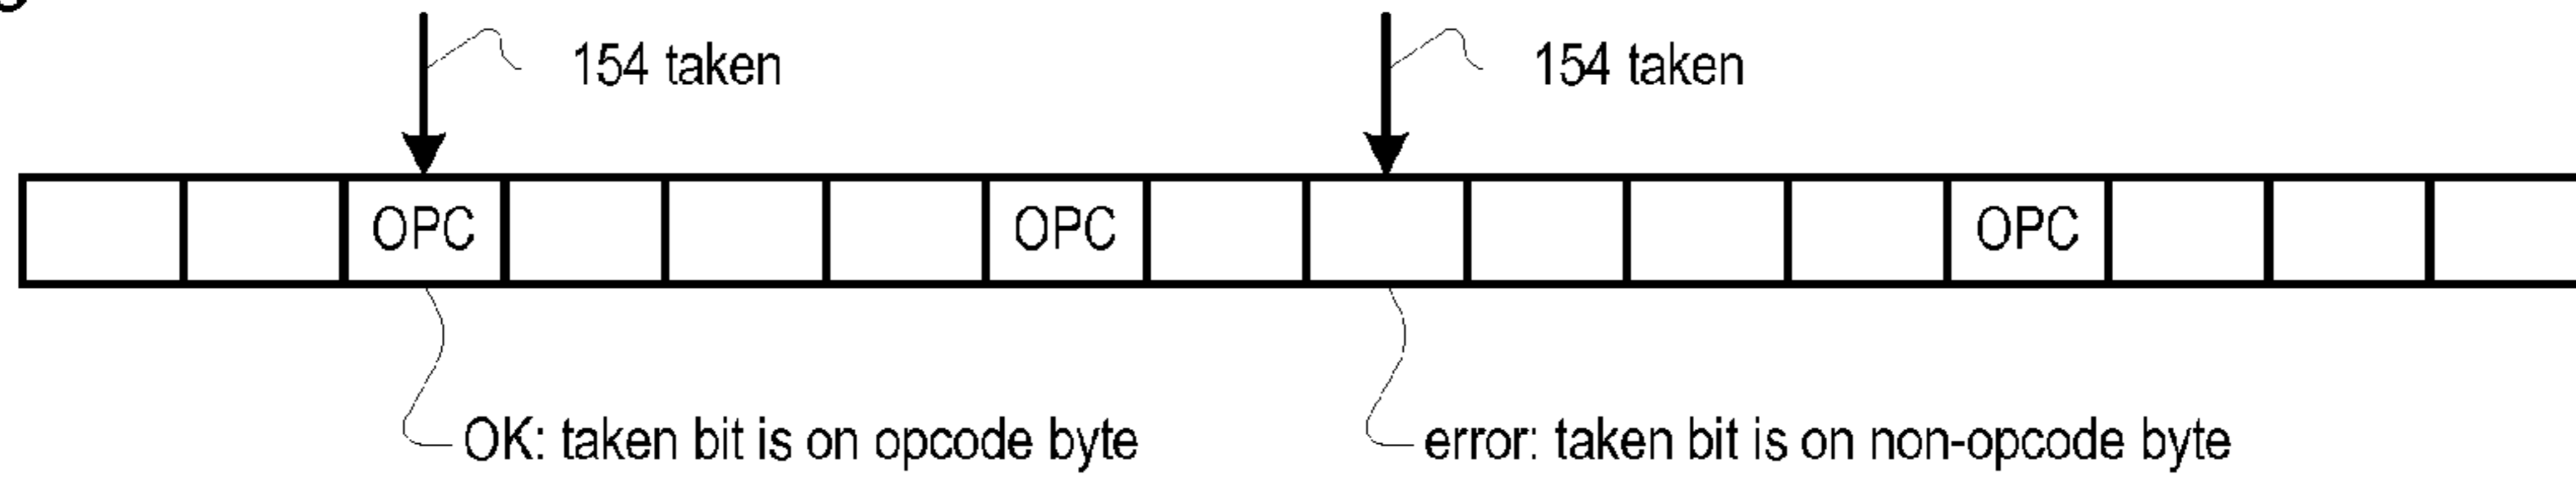 154 taken
154 taken
OPC
OPC
OPC
OK: taken bit is on opcode byte
error: taken bit is on non-opcode byte